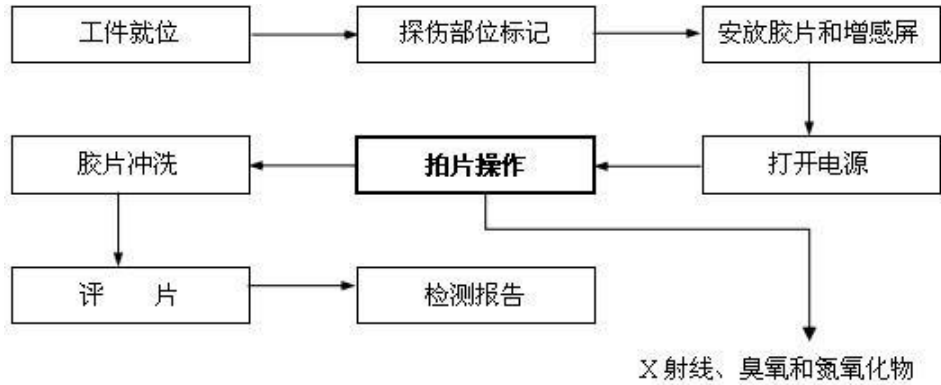 工件就位
探伤部位标记
安放胶片和增感屏
胶片冲洗
拍片操作
打开电源
评 片
检测报告
X 射线、臭氧和氮氧化物